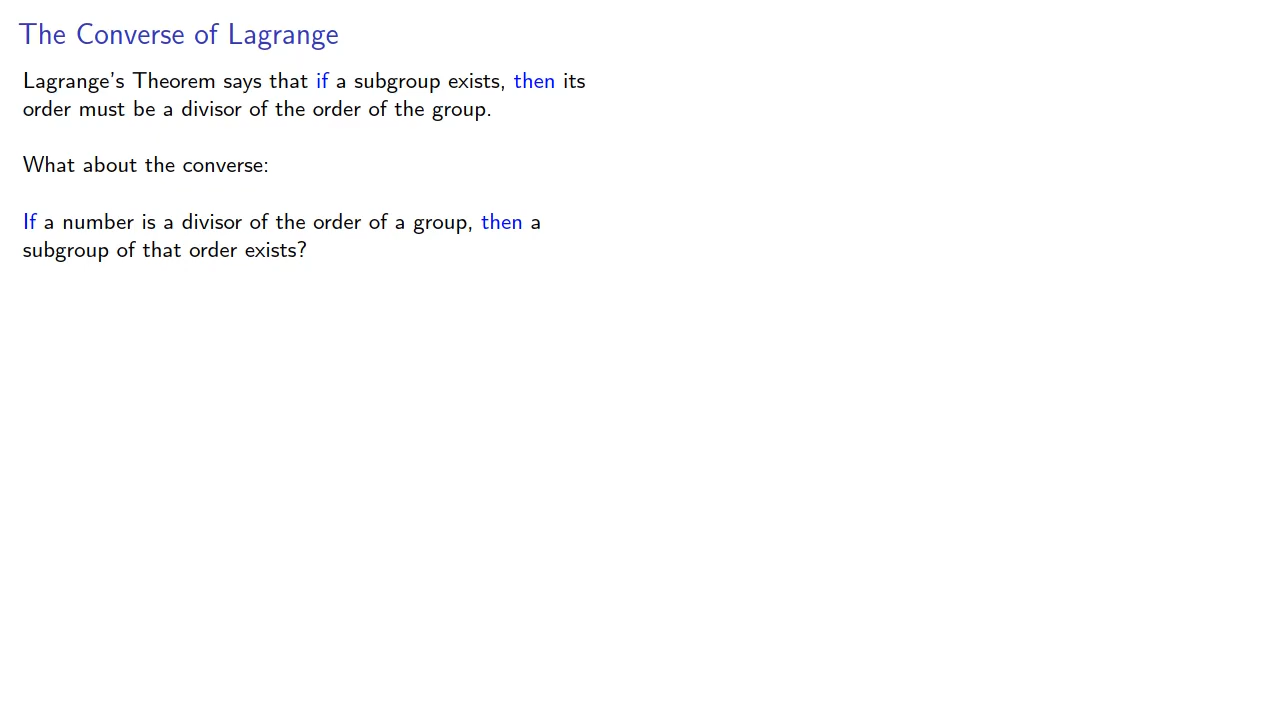 The Converse of Lagrange
Lagrange's Theorem says that if a subgroup exists, then its
order must be a divisor of the order of the group.
What about the converse:
If a number is a divisor of the order of a group, then a
subgroup of that order exists?